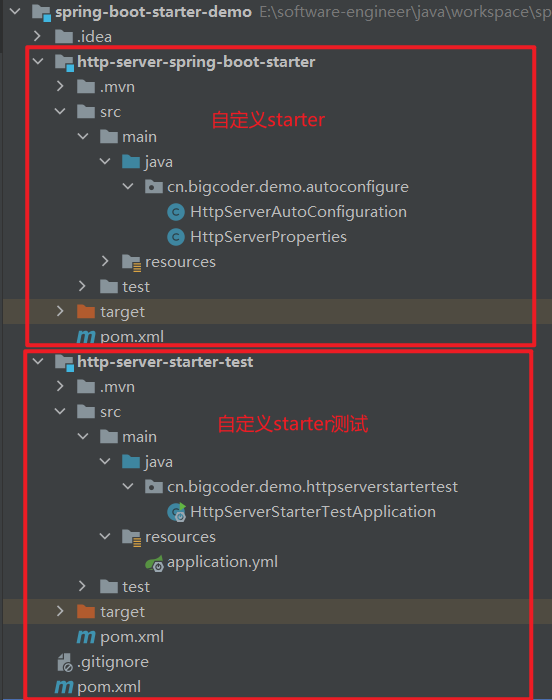 spring-boot-starter-demo E:\software-engineer\java\workspace\sp
.idea
http-server-spring-boot-starter
.mvn
src
自定义starter
main
java
cn.bigcoder.demo.autoconfigure
HttpServerAutoConfiguration
HttpServerProperties
resources
test
target
pom.xml
http-server-starter-test
.mvn
src
自定义starter测试
main
java
cn.bigcoder.demo.httpserverstartertest
HttpServerStarterTestApplication
resources
application.yml
test
target
pom.xml
.gitignore
pom.xml